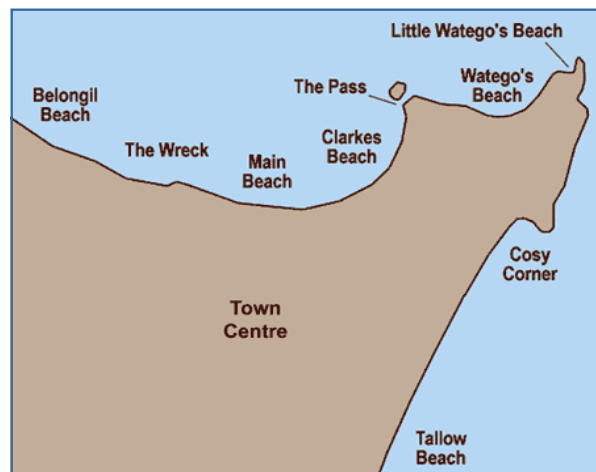 Little Watego's Beach
The Pass
Watego's
Beach
Belongil
Beach
The Wreck
Main
Beach
Clarkes
Beach
Cosy
Corner
Town
Centre
Tallow
Beach